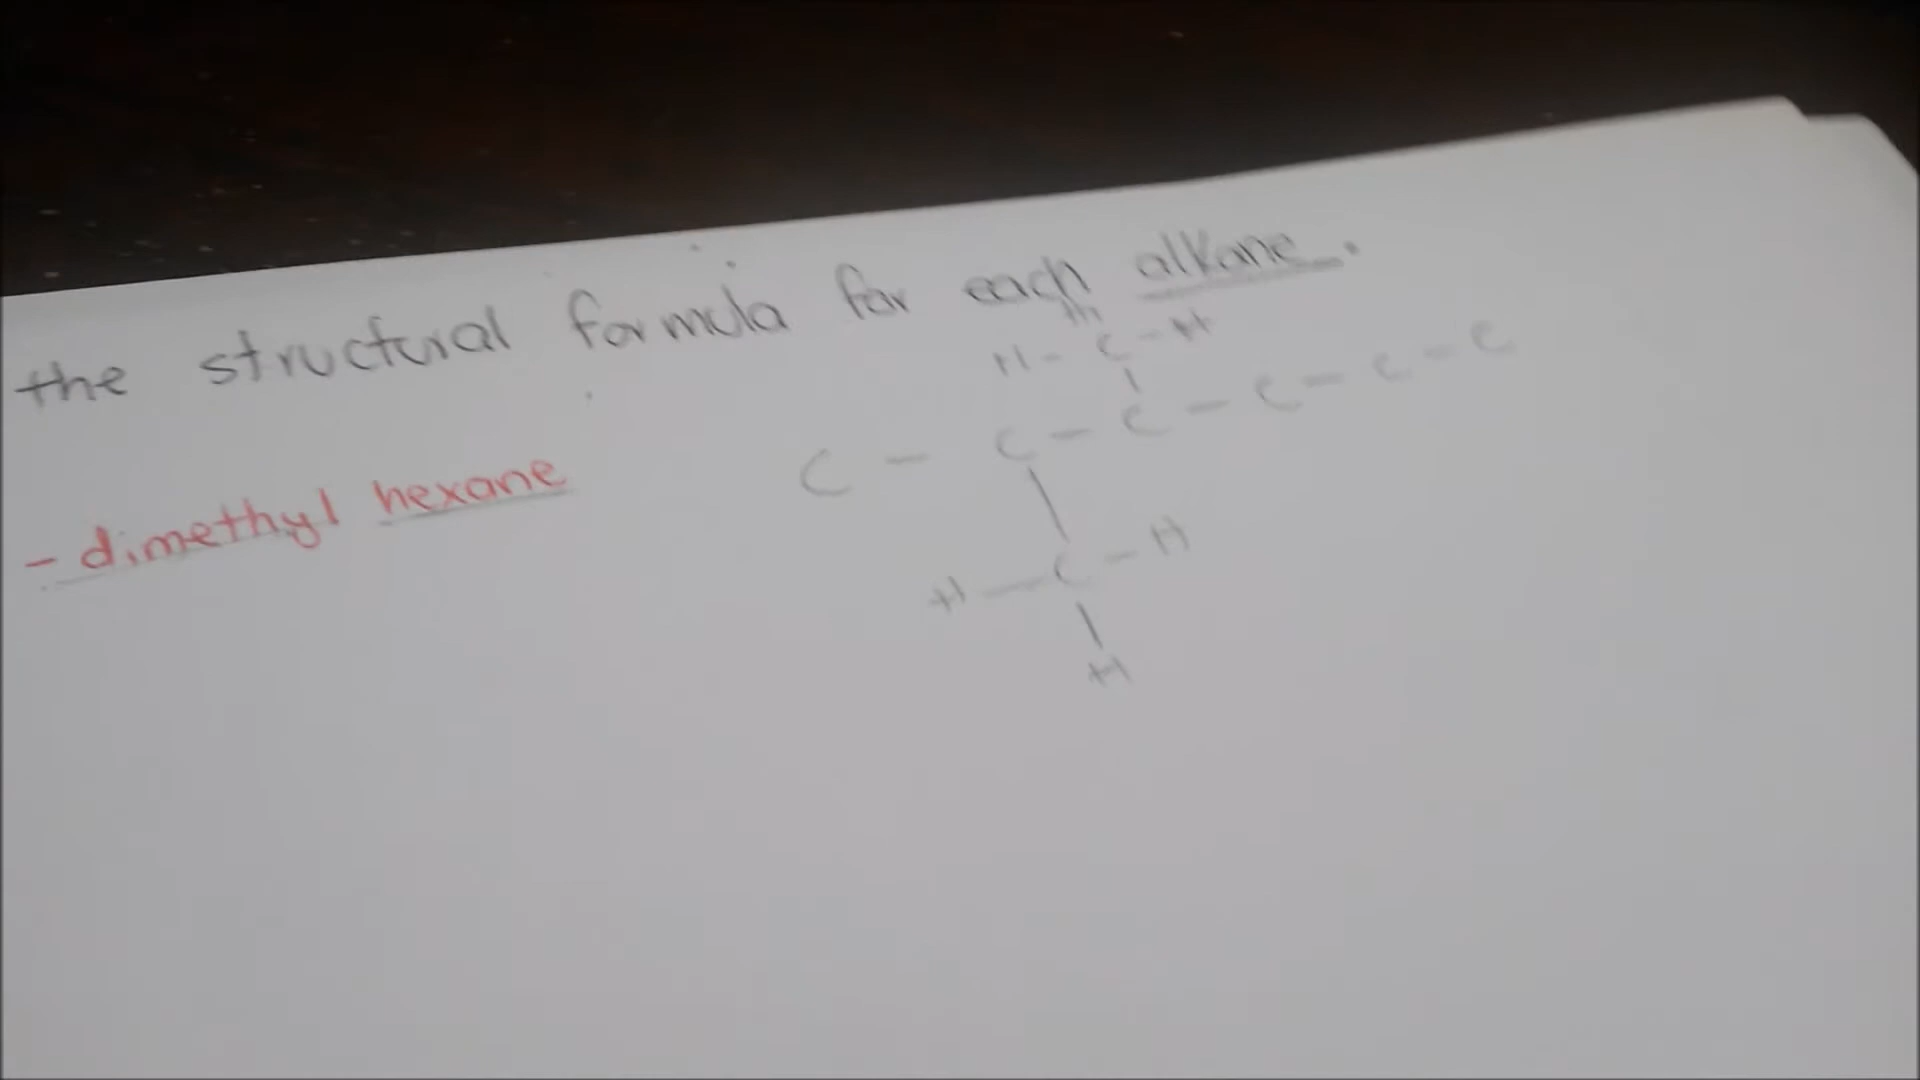 the structural formula for each alkane.
H
H - C - H
C - C - C - C - C - C
- dimethyl hexane
H - C - H
H